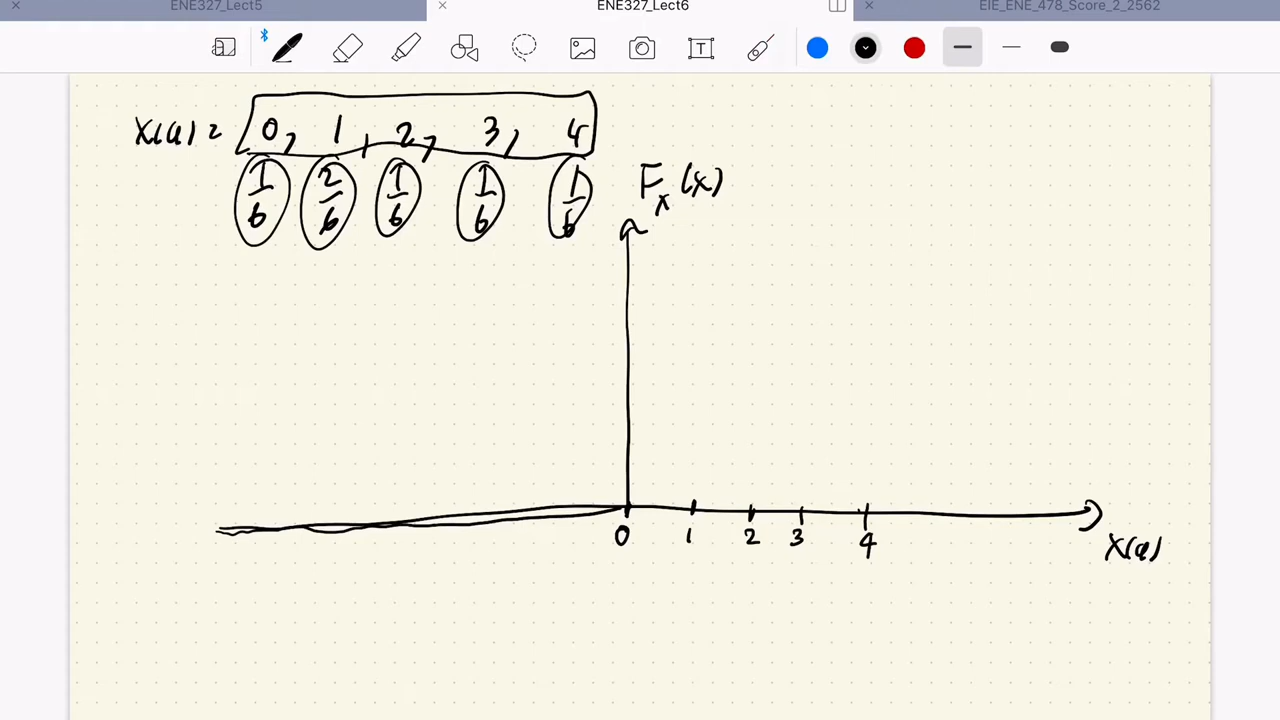 ENE327_Lect5 ENE327_Lect6 EIE_ENE_478_Score_2_2562
X(a) = 0, 1, 2, 3, 4
1/6 2/6 1/6 1/6 1/6
Fx(x)
0 1 2 3 4
X(a)